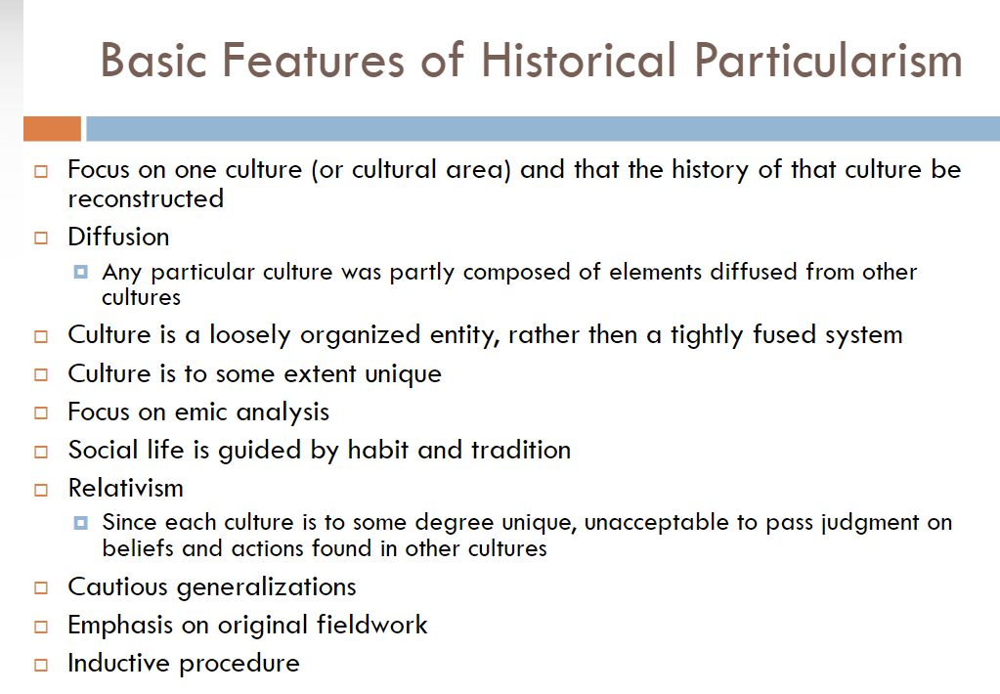 Basic Features of Historical Particularism
Focus on one culture (or cultural area) and that the history of that culture be
reconstructed
Diffusion
Any particular culture was partly composed of elements diffused from other
cultures
Culture is a loosely organized entity, rather then a tightly fused system
Culture is to some extent unique
Focus on emic analysis
Social life is guided by habit and tradition
Relativism
Since each culture is to some degree unique, unacceptable to pass judgment on
beliefs and actions found in other cultures
Cautious generalizations
Emphasis on original fieldwork
Inductive procedure